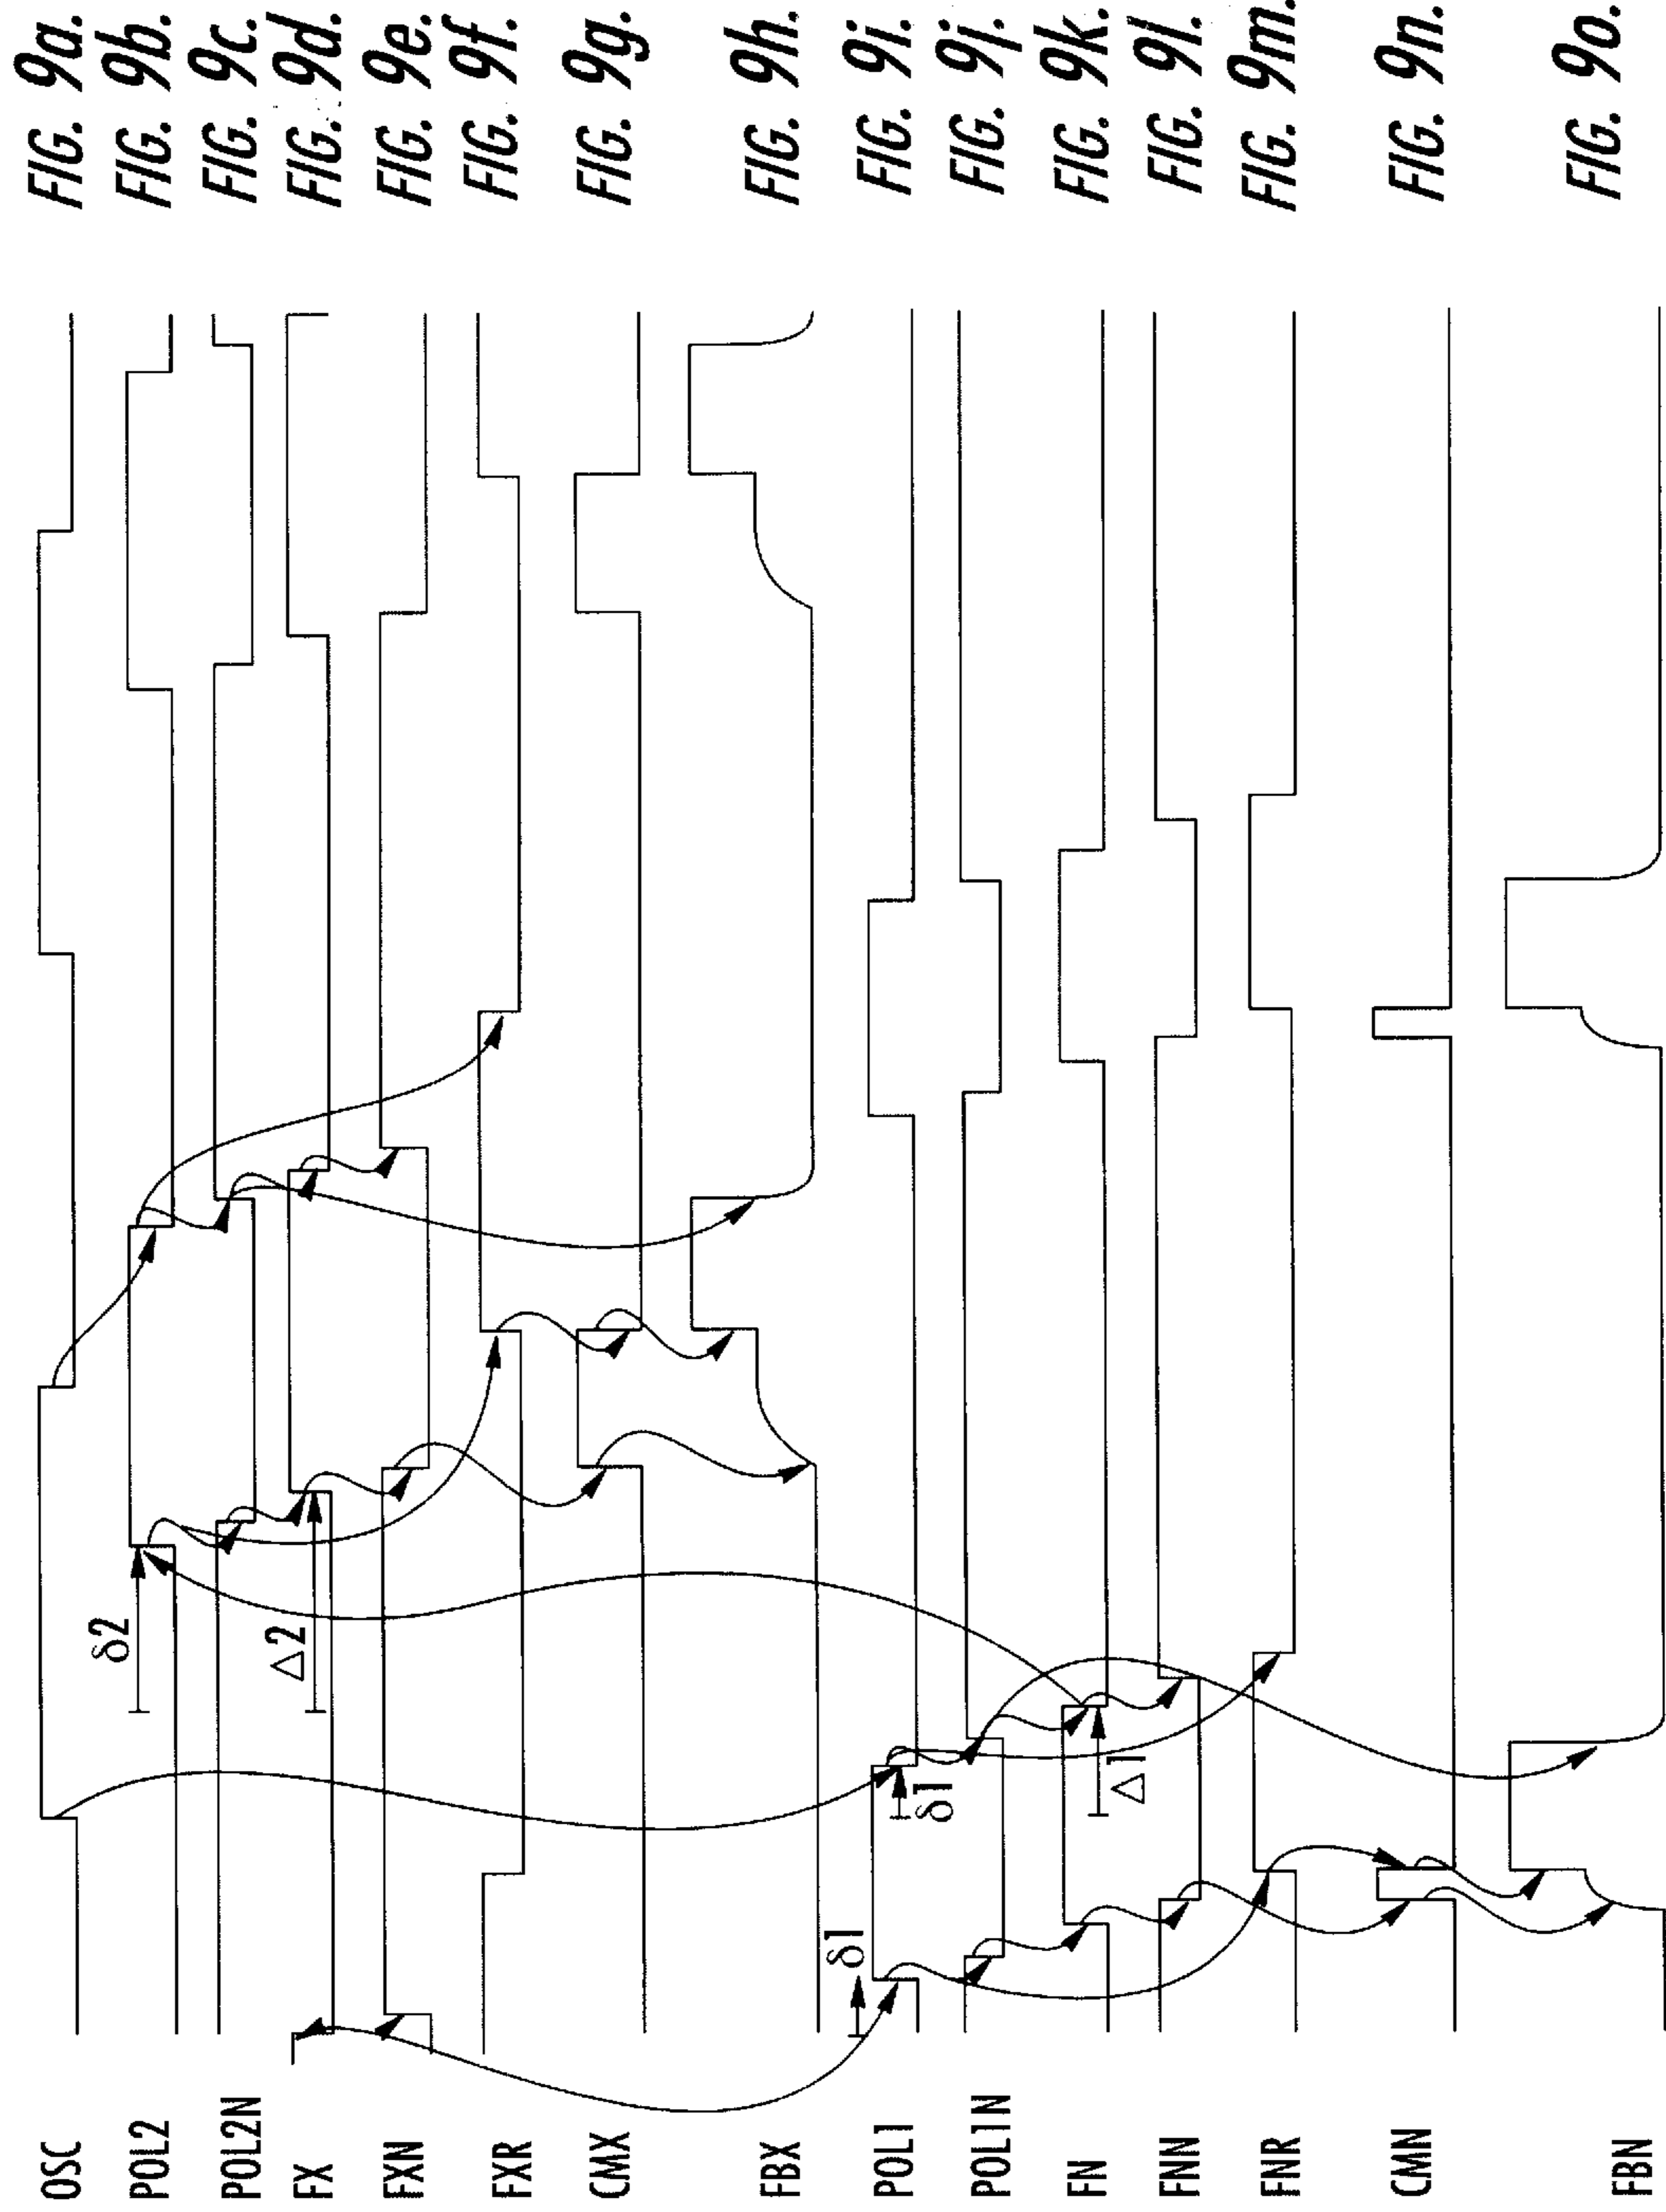 OSC FIG. 9a.
POL2 δ2 FIG. 9b.
POL2N FIG. 9c.
FX Δ2 FIG. 9d.
FXN FIG. 9e.
FXR FIG. 9f.
CMX FIG. 9g.
FBX FIG. 9h.
δ1
POL1 δ1 FIG. 9i.
POL1N FIG. 9j.
FN Δ1 FIG. 9k.
FNN FIG. 9l.
FNR FIG. 9m.
CMN FIG. 9n.
FBN FIG. 9o.